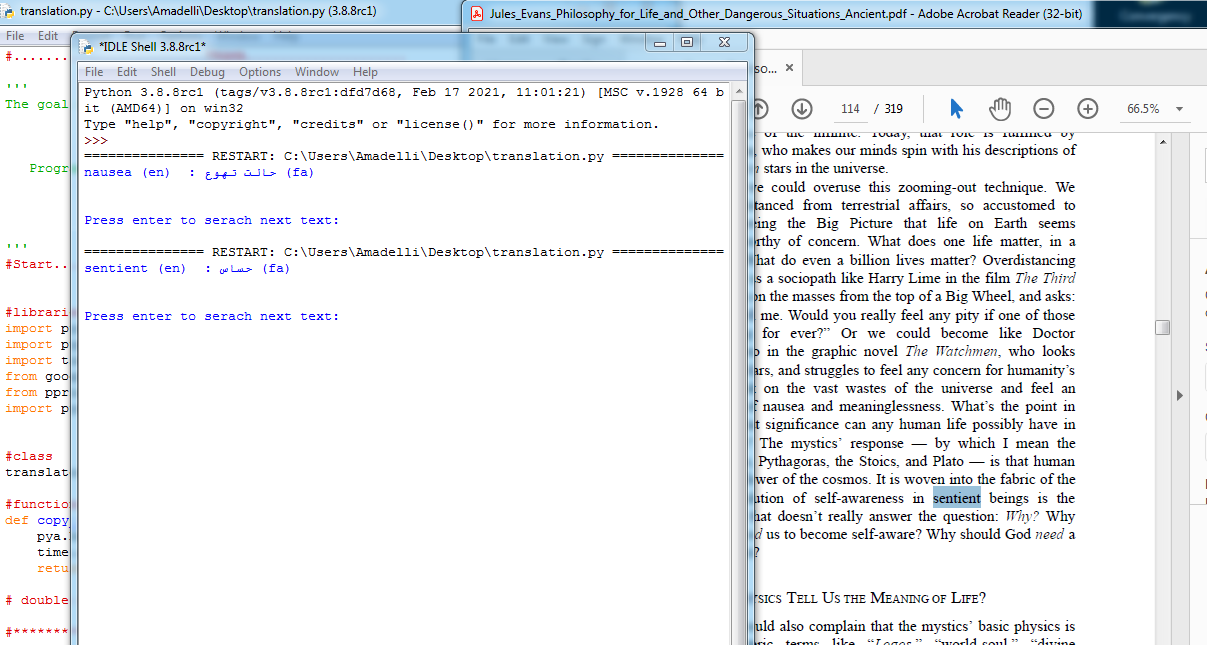 translation.py - C:\Users\Amadelli\Desktop\translation.py (3.8.8rc1)
File Edit
#........
'''
The goal
Progr
'''
#Start..
#librari
import p
import p
import t
from goo
from ppr
import p
#class
translat
#functio
def copy
pya.
time
retu
# double
#*******
*IDLE Shell 3.8.8rc1*
File Edit Shell Debug Options Window Help
Python 3.8.8rc1 (tags/v3.8.8rc1:dfd7d68, Feb 17 2021, 11:01:21) [MSC v.1928 64 b
it (AMD64)] on win32
Type "help", "copyright", "credits" or "license()" for more information.
>>>
=============== RESTART: C:\Users\Amadelli\Desktop\translation.py ==============
nausea (en)  : حالت تهوع (fa)
Press enter to serach next text:
=============== RESTART: C:\Users\Amadelli\Desktop\translation.py ==============
sentient (en)  : حساس (fa)
Press enter to serach next text:
Jules_Evans_Philosophy_for_Life_and_Other_Dangerous_Situations_Ancient.pdf - Adobe Acrobat Reader (32-bit)
so... ×
114 / 319 66.5%
of the infinite. Today, that role is fulfilled by
, who makes our minds spin with his descriptions of
stars in the universe.
could overuse this zooming-out technique. We
from terrestrial affairs, so accustomed to
the Big Picture that life on Earth seems
of concern. What does one life matter, in a
do even a billion lives matter? Overdistancing
a sociopath like Harry Lime in the film The Third
on the masses from the top of a Big Wheel, and asks:
me. Would you really feel any pity if one of those
for ever?” Or we could become like Doctor
in the graphic novel The Watchmen, who looks
and struggles to feel any concern for humanity’s
on the vast wastes of the universe and feel an
nausea and meaninglessness. What’s the point in
significance can any human life possibly have in
The mystics’ response — by which I mean the
Pythagoras, the Stoics, and Plato — is that human
of the cosmos. It is woven into the fabric of the
of self-awareness in sentient beings is the
doesn’t really answer the question: Why? Why
us to become self-aware? Why should God need a
?
SICS TELL US THE MEANING OF LIFE?
also complain that the mystics’ basic physics is
terms like “Logos,” “world-soul,” “divine